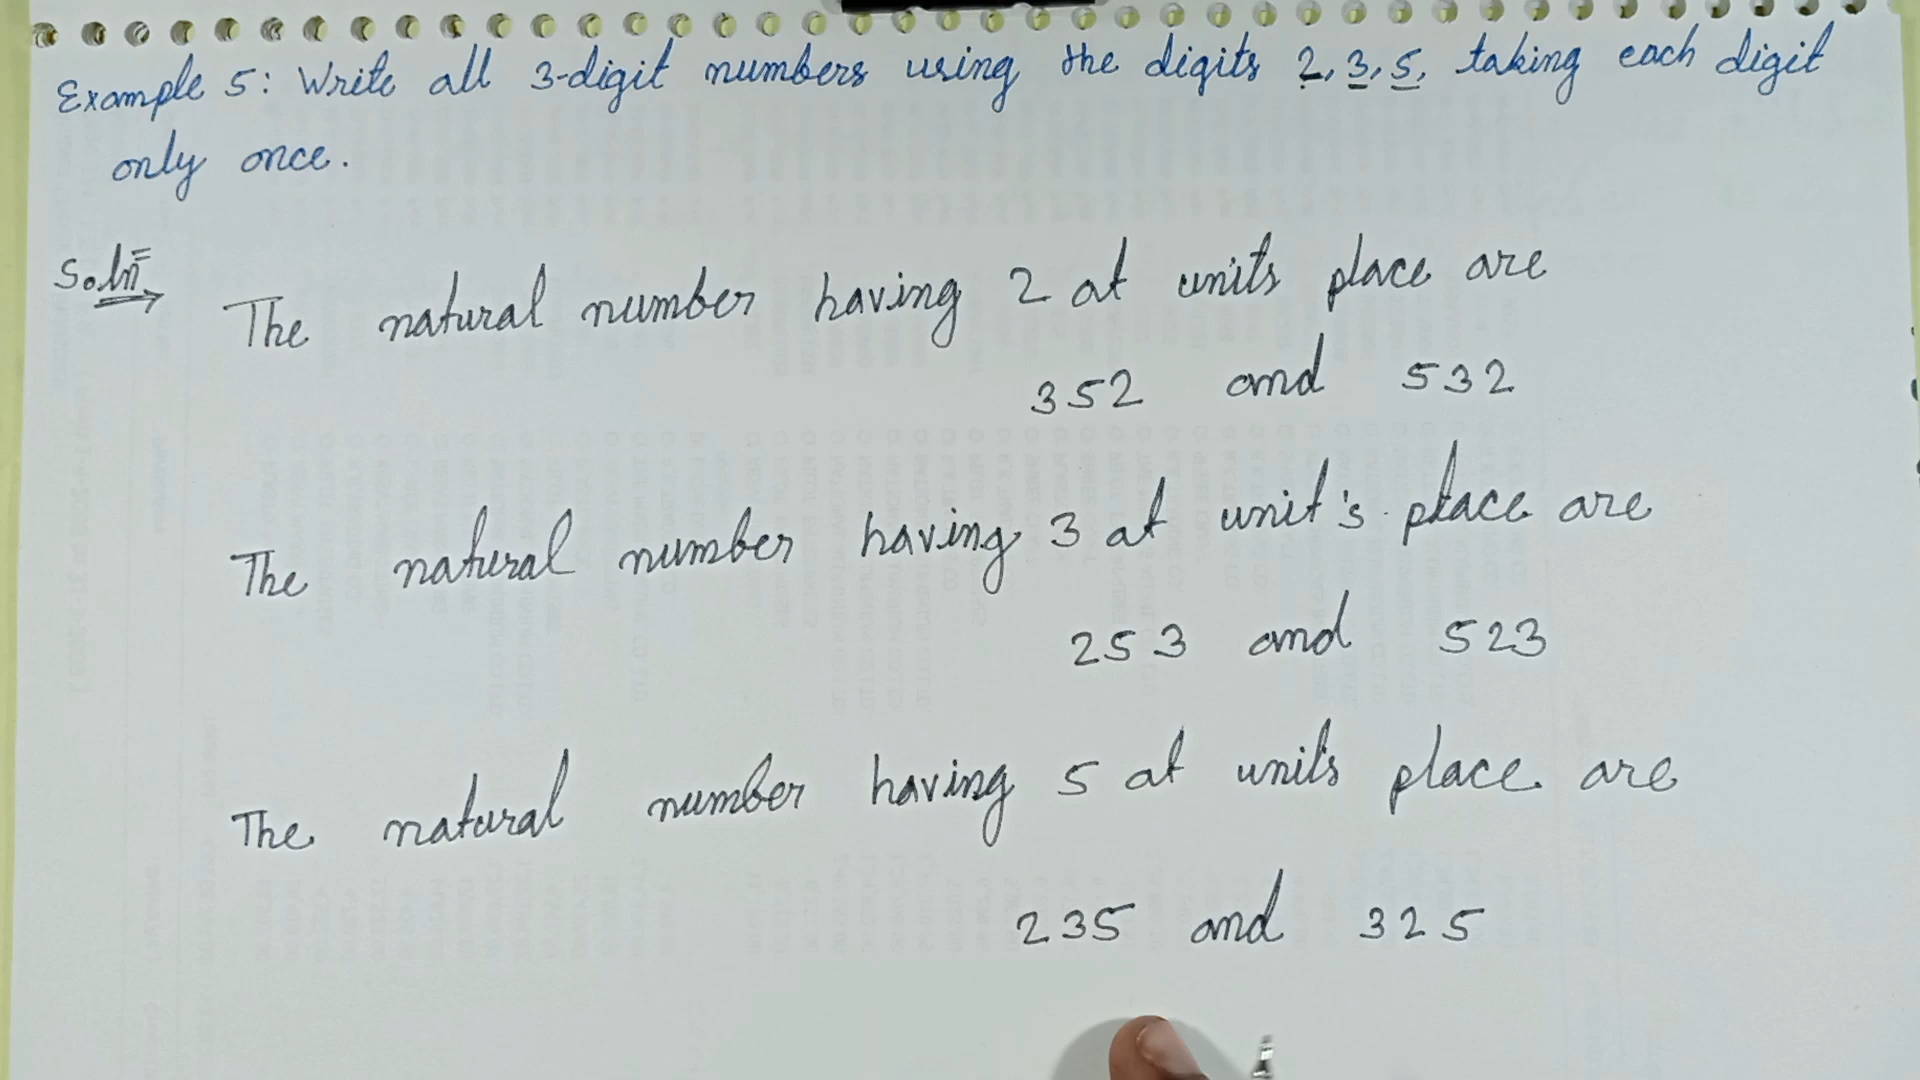 Example 5: Write all 3-digit numbers using the digits 2, 3, 5, taking each digit
only once.
Solⁿ The natural number having 2 at units place are
352 and 532
The natural number having 3 at unit's place are
253 and 523
The natural number having 5 at unit's place are
235 and 325